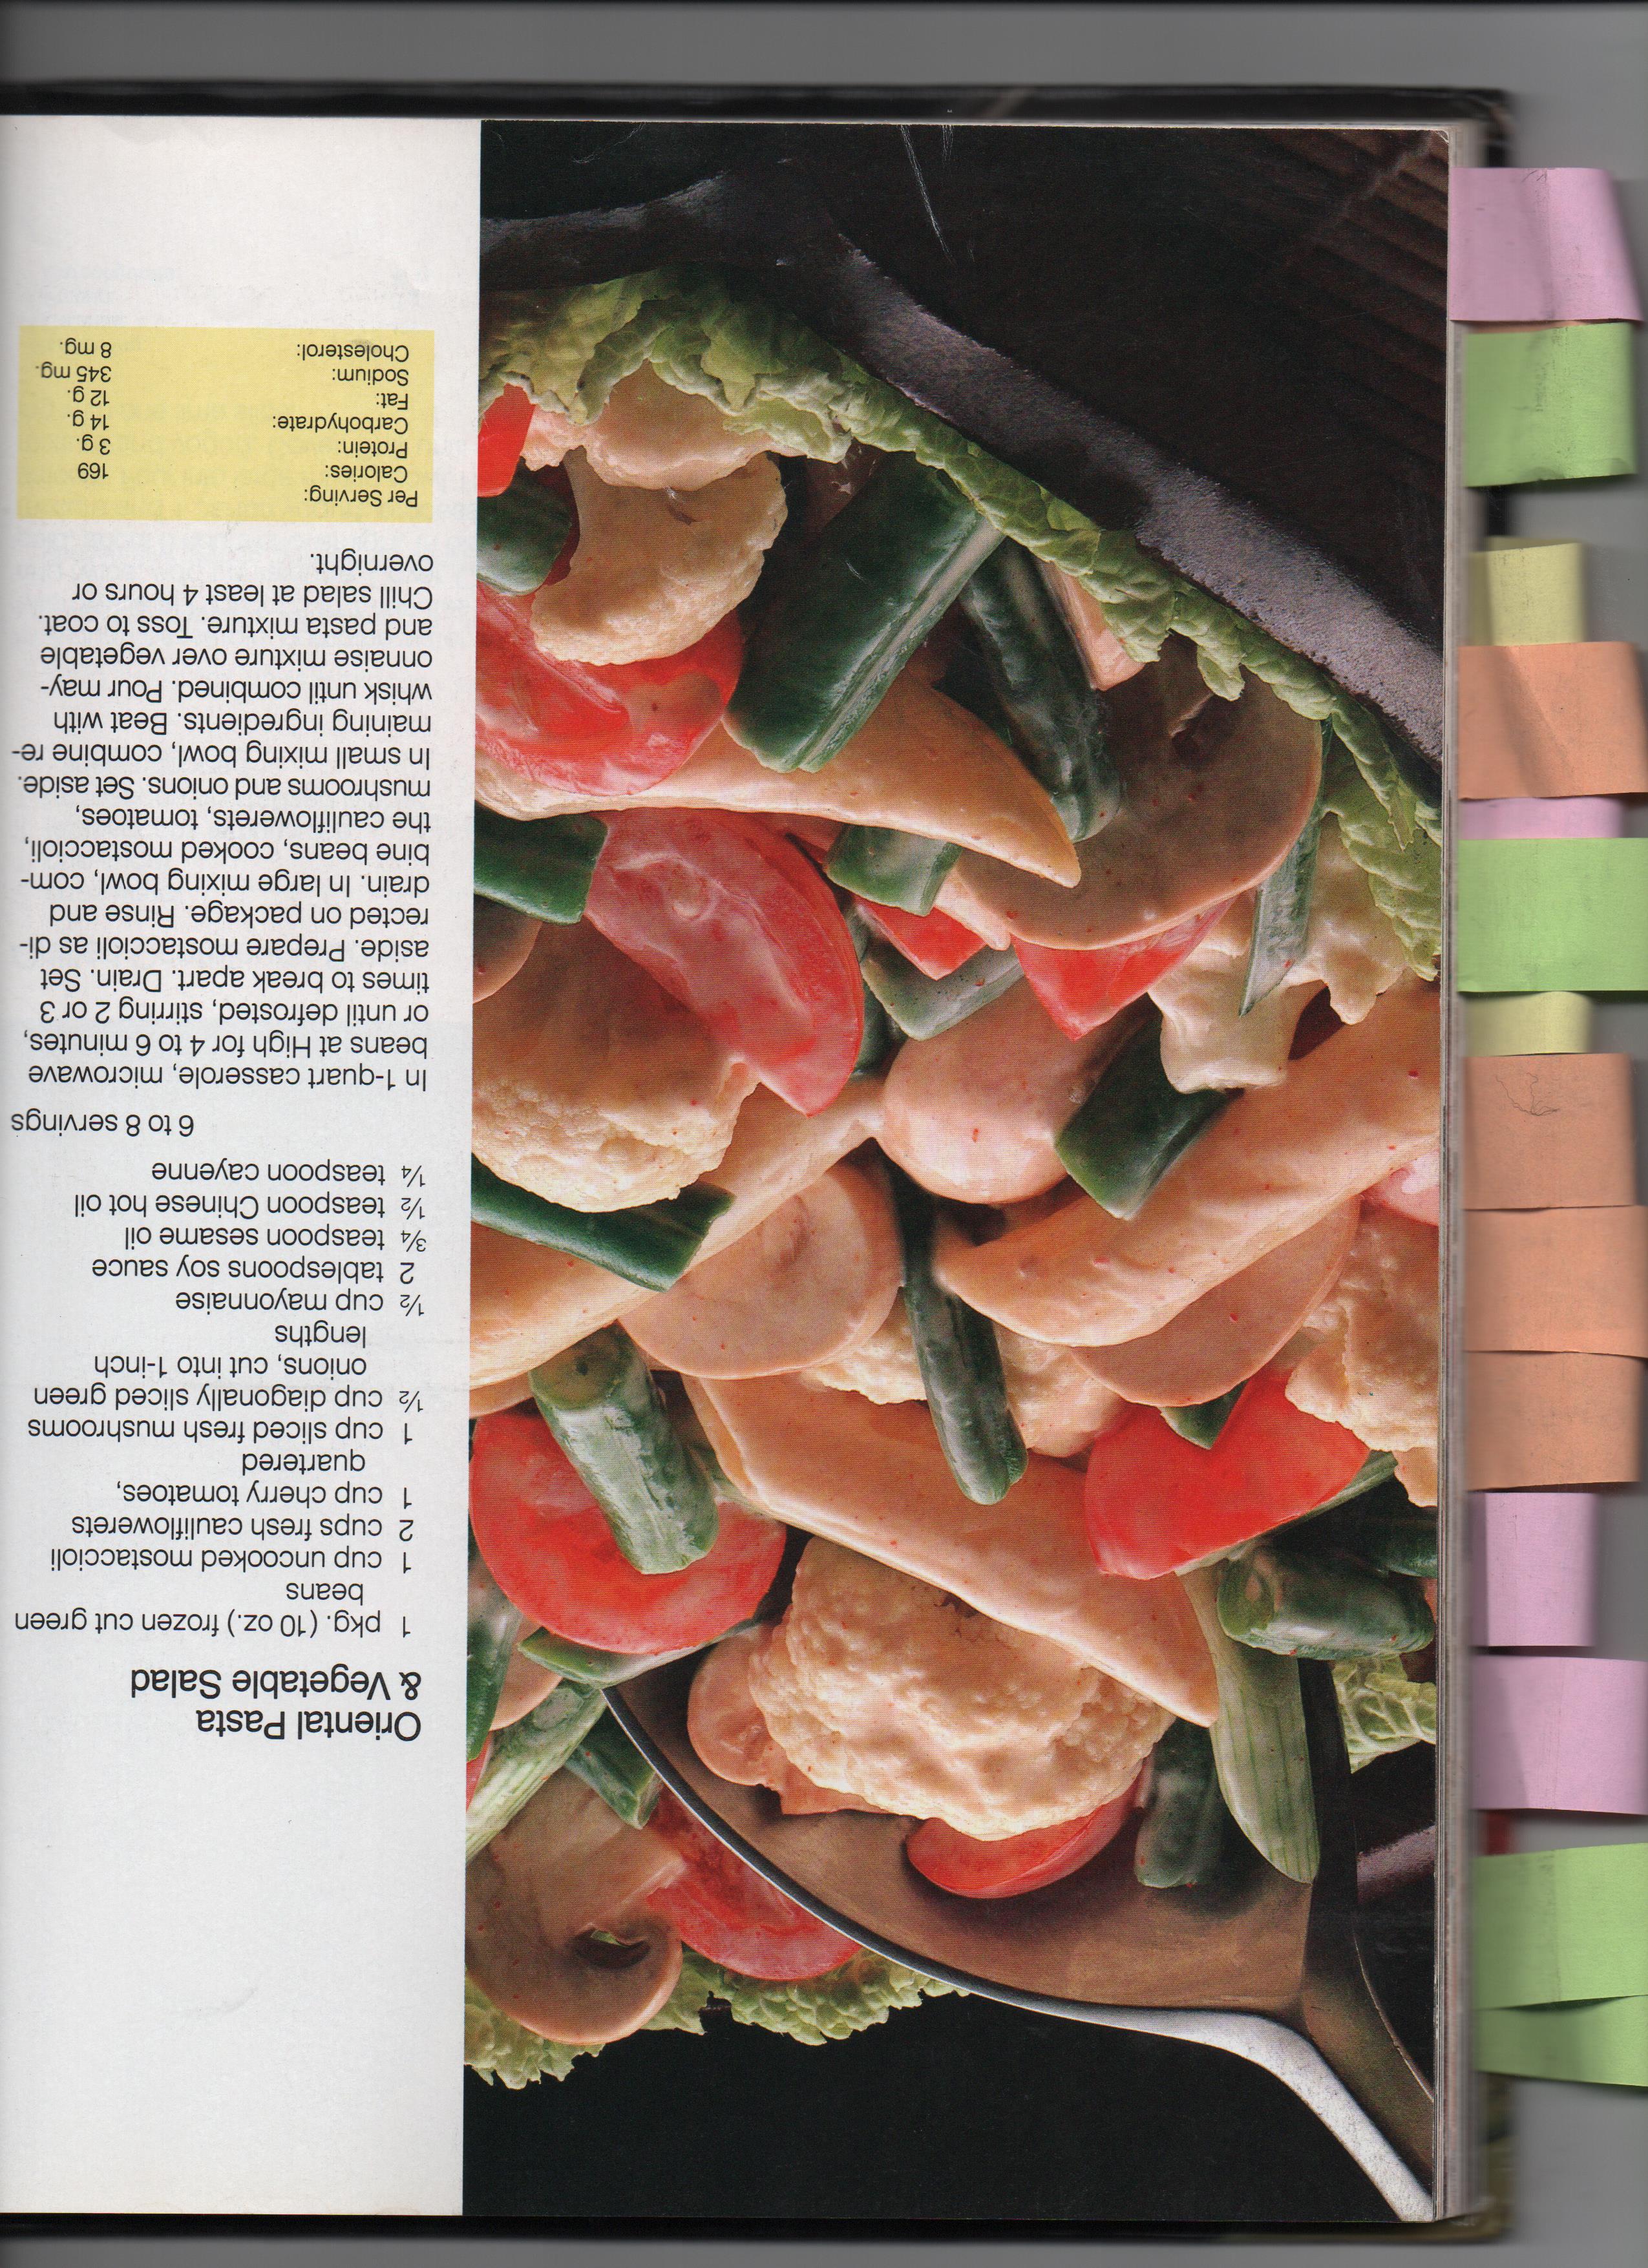 Oriental Pasta
& Vegetable Salad
1 pkg. (10 oz.) frozen cut green
beans
1 cup uncooked mostaccioli
2 cups fresh cauliflowerets
1 cup cherry tomatoes,
quartered
1 cup sliced fresh mushrooms
½ cup diagonally sliced green
onions, cut into 1-inch
lengths
½ cup mayonnaise
2 tablespoons soy sauce
¾ teaspoon sesame oil
½ teaspoon Chinese hot oil
¼ teaspoon cayenne
6 to 8 servings
In 1-quart casserole, microwave
beans at High for 4 to 6 minutes,
or until defrosted, stirring 2 or 3
times to break apart. Drain. Set
aside. Prepare mostaccioli as di-
rected on package. Rinse and
drain. In large mixing bowl, com-
bine beans, cooked mostaccioli,
the cauliflowerets, tomatoes,
mushrooms and onions. Set aside.
In small mixing bowl, combine re-
maining ingredients. Beat with
whisk until combined. Pour may-
onnaise mixture over vegetable
and pasta mixture. Toss to coat.
Chill salad at least 4 hours or
overnight.
Per Serving:
Calories: 169
Protein: 3 g.
Carbohydrate: 14 g.
Fat: 12 g.
Sodium: 345 mg.
Cholesterol: 8 mg.